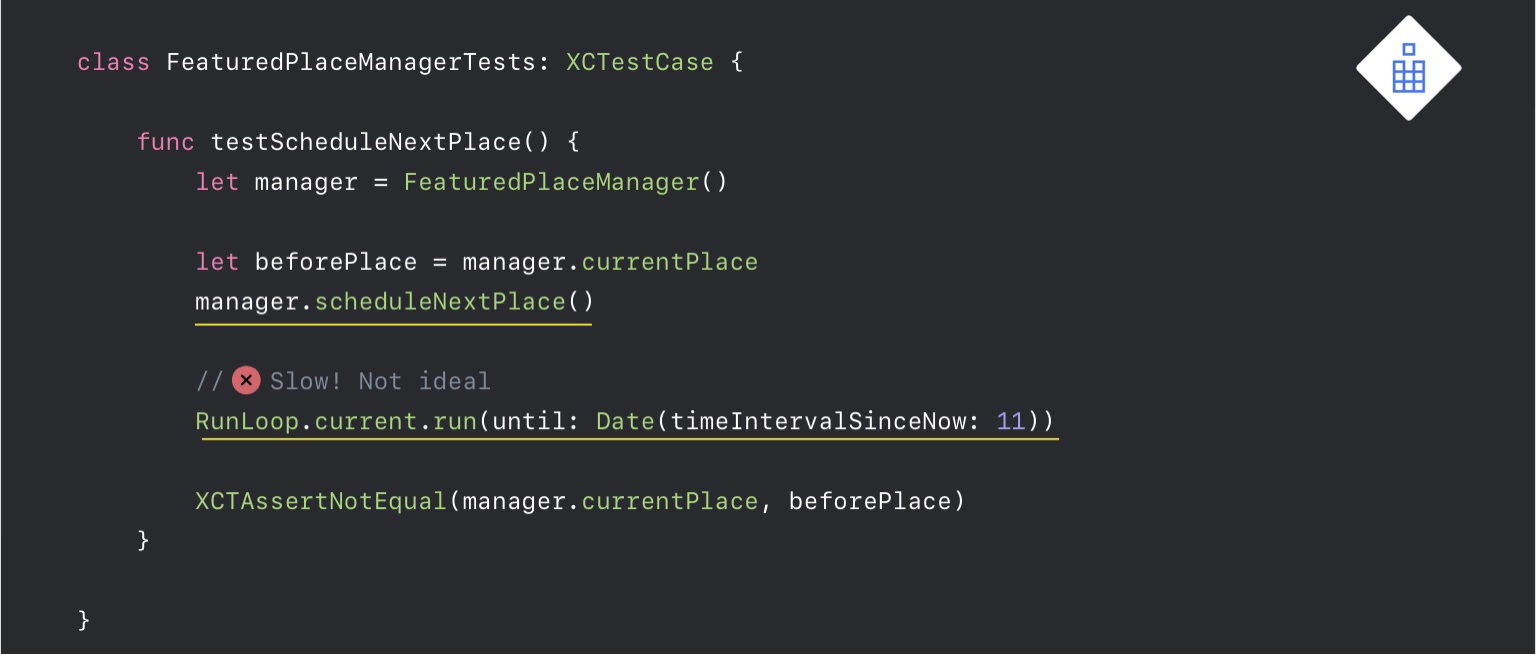 class FeaturedPlaceManagerTests: XCTestCase {
func testScheduleNextPlace() {
let manager = FeaturedPlaceManager()
let beforePlace = manager.currentPlace
manager.scheduleNextPlace()
// Slow! Not ideal
RunLoop.current.run(until: Date(timeIntervalSinceNow: 11))
XCTAssertNotEqual(manager.currentPlace, beforePlace)
}
}